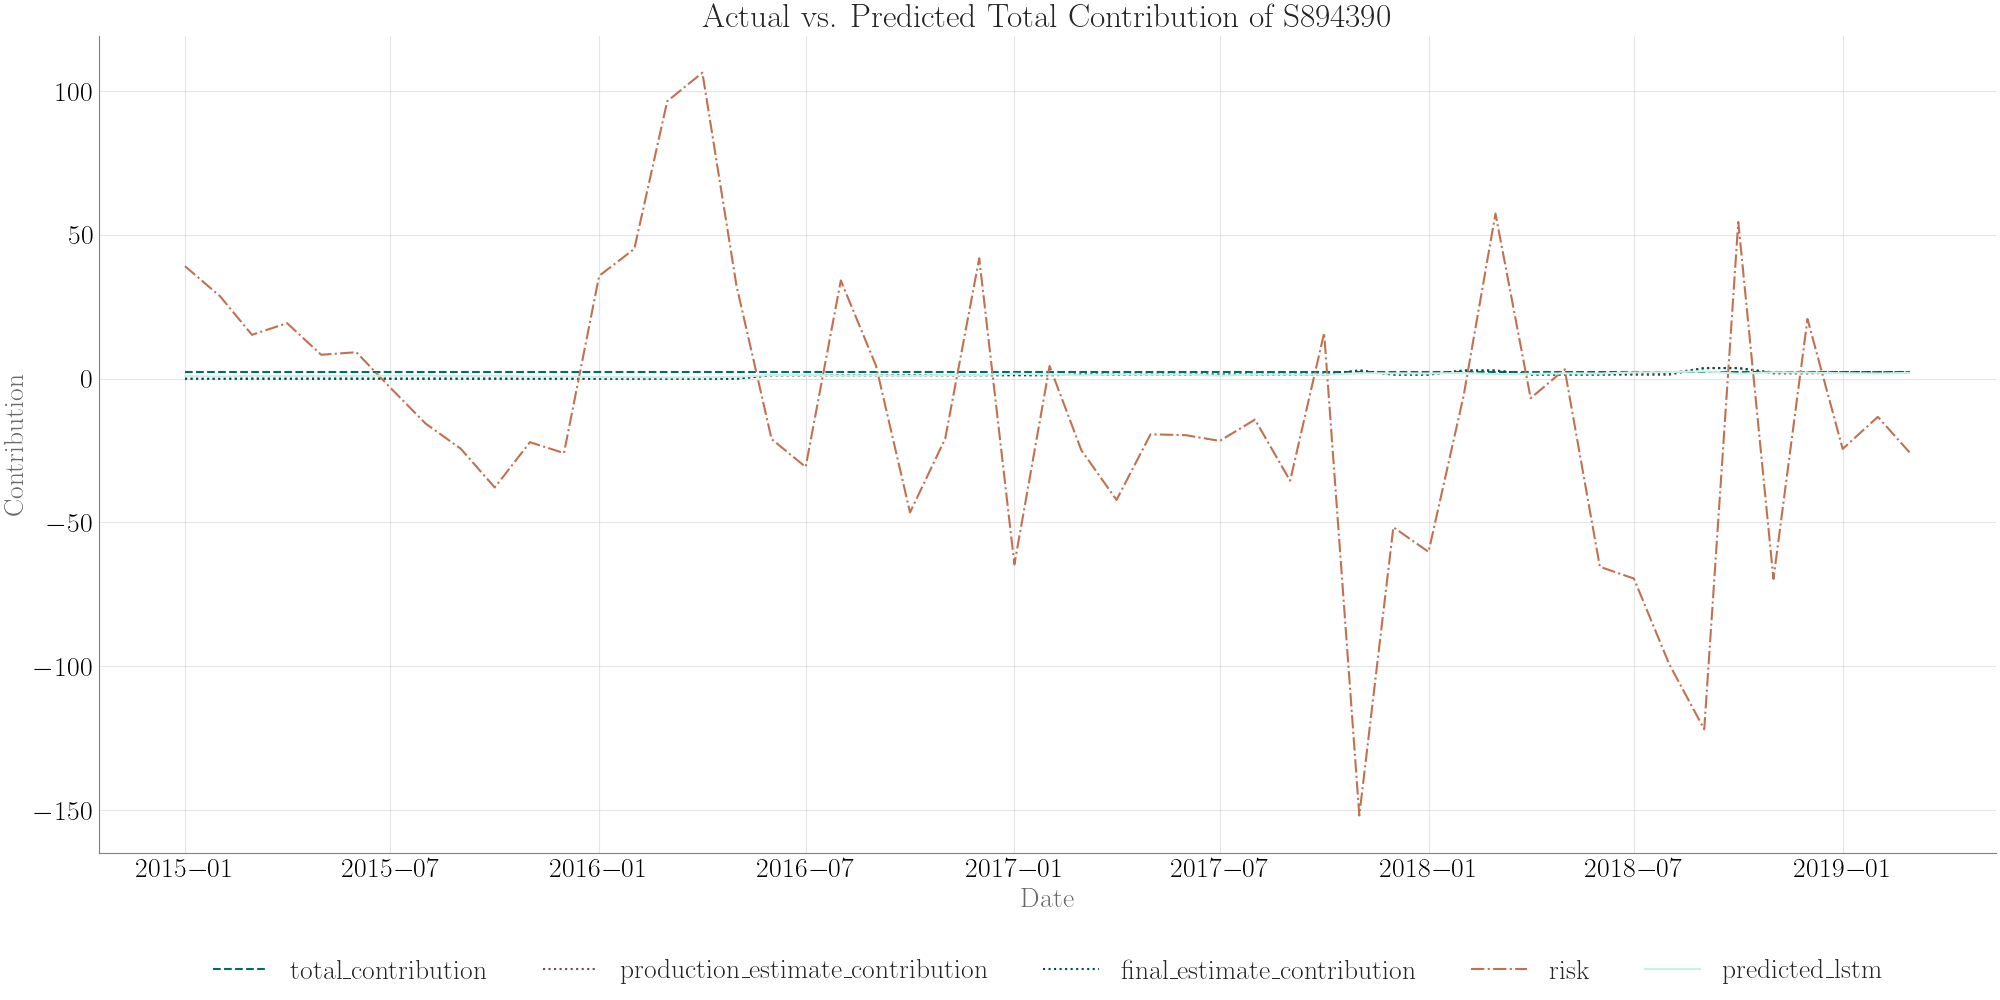 Actual vs. Predicted Total Contribution of S894390
100
50
0
−50
−100
−150
Contribution
2015−01 2015−07 2016−01 2016−07 2017−01 2017−07 2018−01 2018−07 2019−01
Date
total_contribution production_estimate_contribution final_estimate_contribution risk predicted_lstm